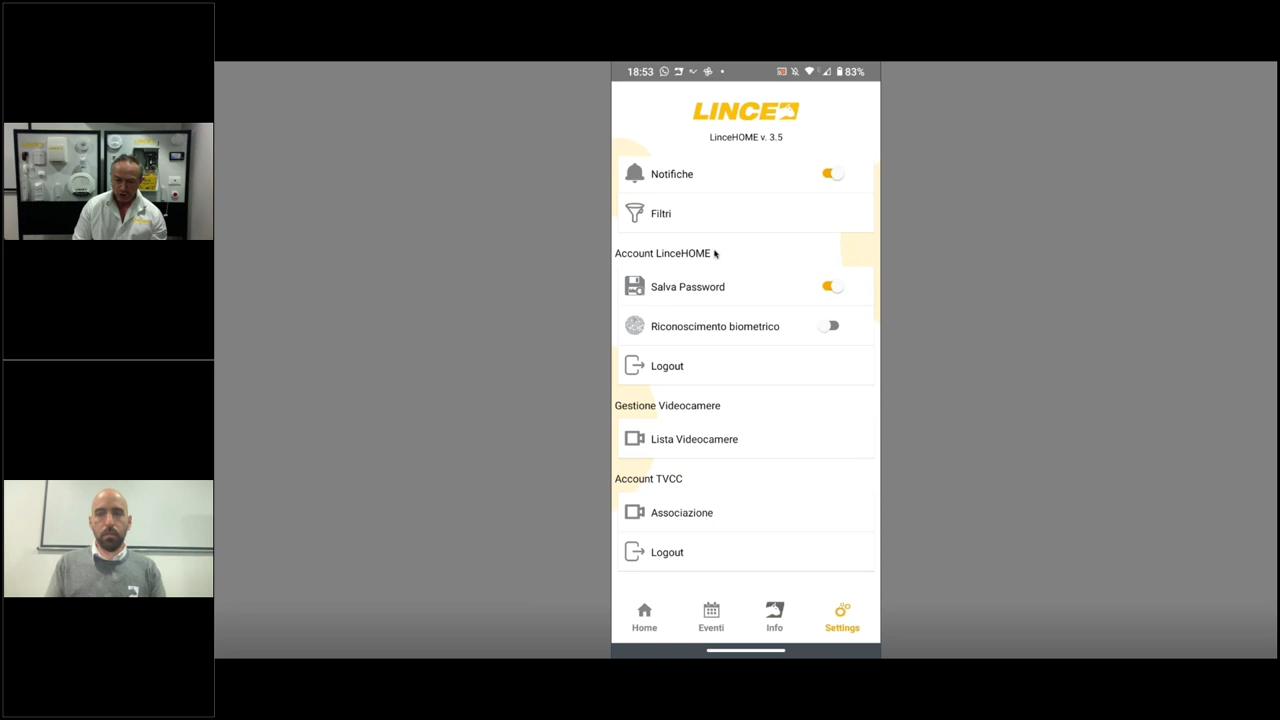 18:53
83%
LINCE
LinceHOME v. 3.5
Notifiche
Filtri
Account LinceHOME
Salva Password
Riconoscimento biometrico
Logout
Gestione Videocamere
Lista Videocamere
Account TVCC
Associazione
Logout
Home
Eventi
Info
Settings